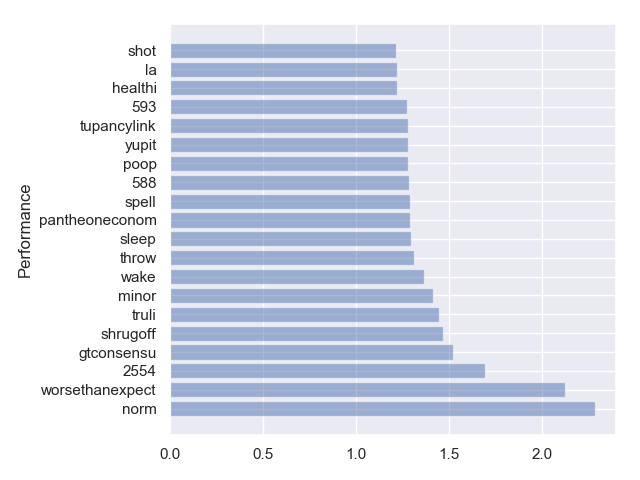 shot
la
healthi
593
tupancylink
yupit
poop
588
spell
pantheoneconom
sleep
throw
wake
minor
truli
shrugoff
gtconsensu
2554
worsethanexpect
norm
Performance
0.0 0.5 1.0 1.5 2.0